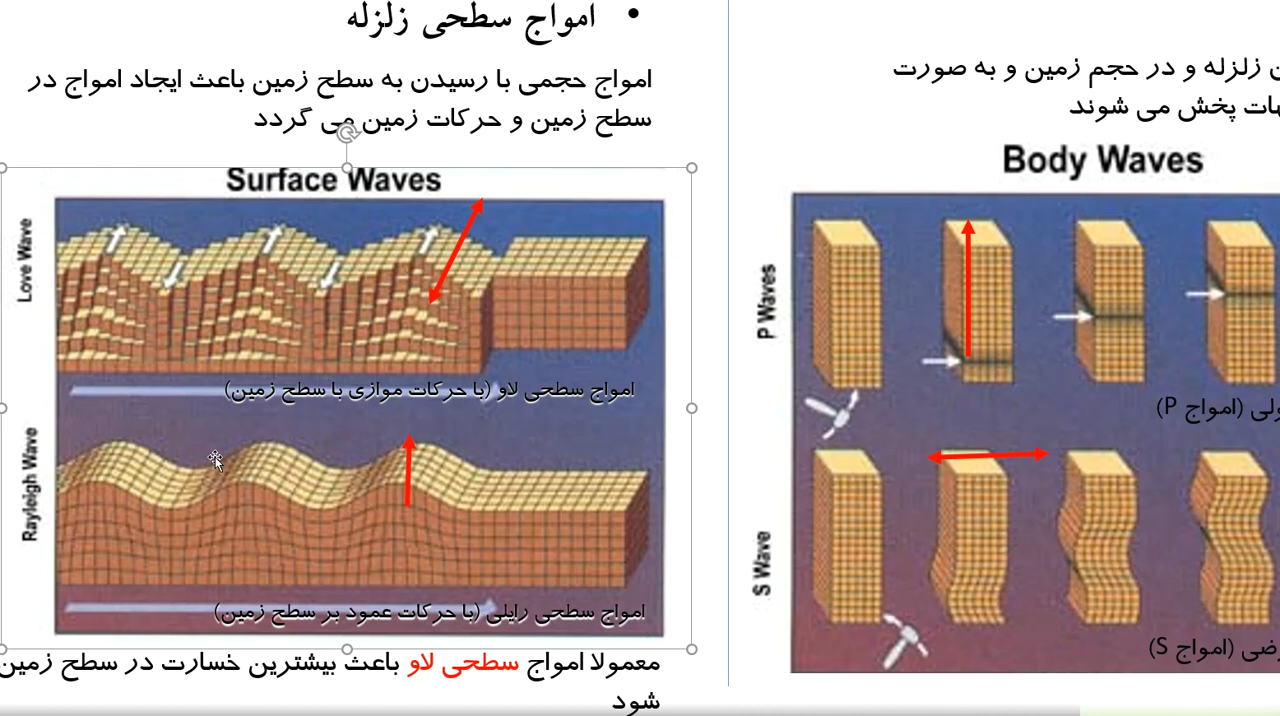 • امواج سطحی زلزله
امواج حجمی با رسیدن به سطح زمین باعث ایجاد امواج در
سطح زمین و حرکات زمین می گردد
Surface Waves
Love Wave
امواج سطحی لاو (با حرکات موازی با سطح زمین)
Rayleigh Wave
امواج سطحی رایلی (با حرکات عمود بر سطح زمین)
معمولا امواج سطحی لاو باعث بیشترین خسارت در سطح زمین
شود
زلزله و در حجم زمین و به صورت
پخش می شوند
Body Waves
P Waves
(امواج P)
S Wave
(امواج S)